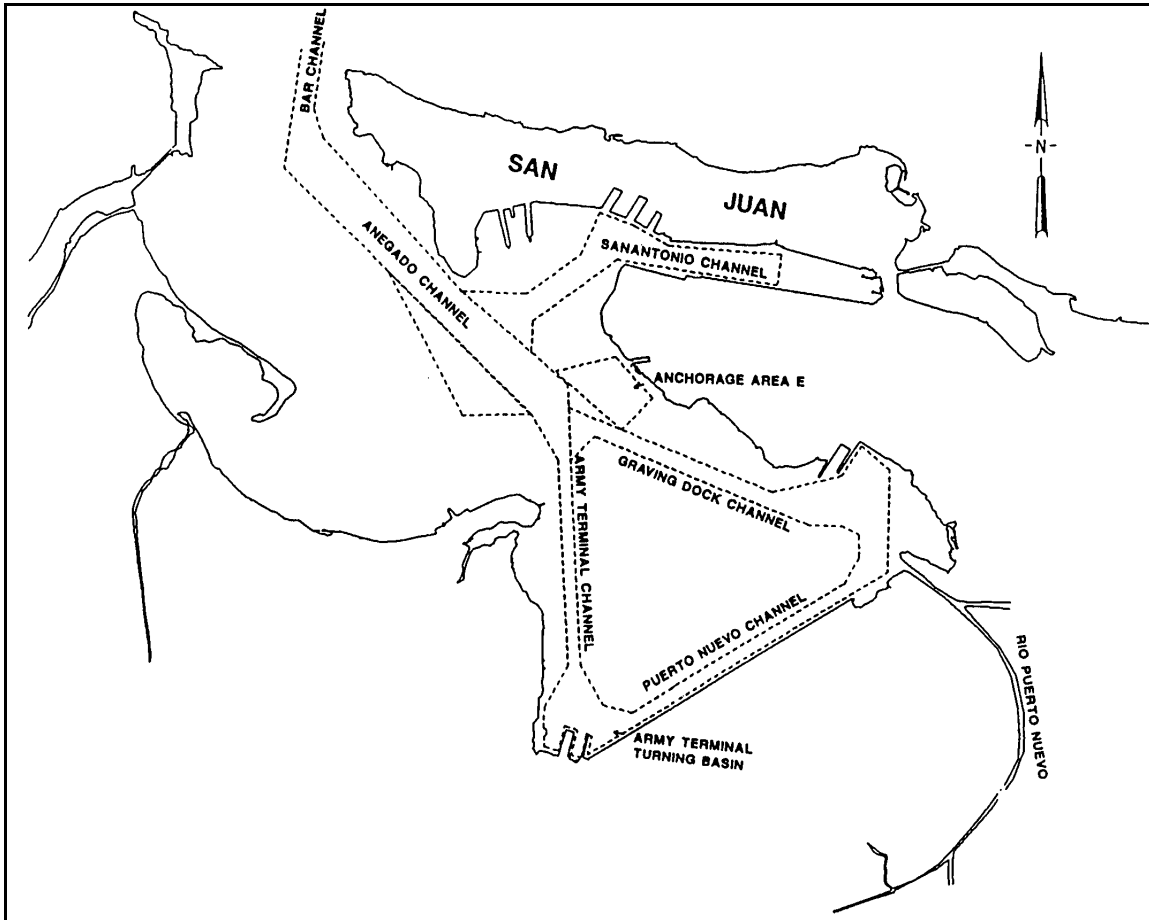 BAR CHANNEL
-N-
SAN
JUAN
ANEGADO CHANNEL
SANANTONIO CHANNEL
ANCHORAGE AREA E
GRAVING DOCK CHANNEL
ARMY TERMINAL CHANNEL
PUERTO NUEVO CHANNEL
RIO PUERTO NUEVO
ARMY TERMINAL
TURNING BASIN